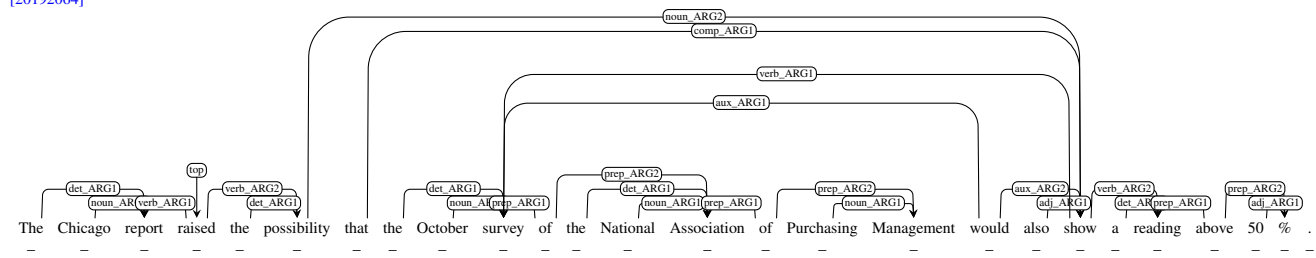 [20192064]
noun_ARG2
comp_ARG1
verb_ARG1
aux_ARG1
top
prep_ARG2
det_ARG1 verb_ARG2 det_ARG1 det_ARG1 prep_ARG2 aux_ARG2 verb_ARG2 prep_ARG2
verb_ARG1 det_ARG1 prep_ARG1 noun_ARG1 prep_ARG1 noun_ARG1 adj_ARG1 prep_ARG1 adj_ARG1
The Chicago report raised the possibility that the October survey of the National Association of Purchasing Management would also show a reading above 50 % .
_ _ _ _ _ _ _ _ _ _ _ _ _ _ _ _ _ _ _ _ _ _ _ _ _ _